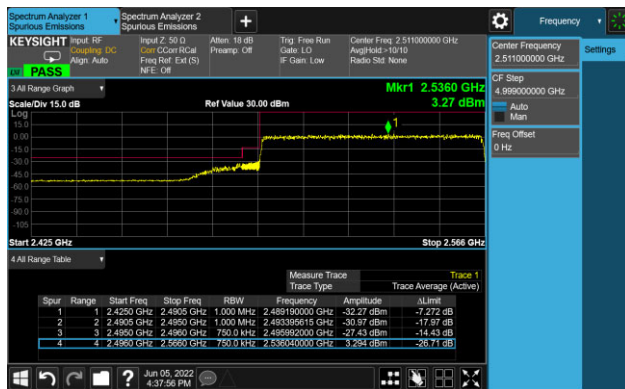 Spectrum Analyzer 1
Spurious Emissions
Spectrum Analyzer 2
Spurious Emissions
+
Frequency
KEYSIGHT
Input: RF
Coupling: DC
Align: Auto
Input Z: 50 Ω
Corr CCorr RCal
Freq Ref: Ext (S)
NFE: Off
Atten: 18 dB
Preamp: Off
Trig: Free Run
Gate: LO
IF Gain: Low
Center Freq: 2.511000000 GHz
Avg|Hold:>10/10
Radio Std: None
PASS
Center Frequency
2.511000000 GHz
Settings
CF Step
4.999000000 GHz
Auto
Man
Freq Offset
0 Hz
3 All Range Graph
Mkr1 2.5360 GHz
Scale/Div 15.0 dB
Ref Value 30.00 dBm
3.27 dBm
Log
1
15.0
0.00
-15.0
-30.0
-45.0
-60.0
-75.0
-90.0
-105
Start 2.425 GHz
Stop 2.566 GHz
4 All Range Table
Measure Trace Trace 1
Trace Type Trace Average (Active)
Spur Range Start Freq Stop Freq RBW Frequency Amplitude ΔLimit
1 1 2.4250 GHz 2.4905 GHz 1.000 MHz 2.489190000 GHz -32.27 dBm -7.272 dB
2 2 2.4905 GHz 2.4950 GHz 1.000 MHz 2.493395615 GHz -30.97 dBm -17.97 dB
3 3 2.4950 GHz 2.4960 GHz 750.0 kHz 2.495992000 GHz -27.43 dBm -14.43 dB
4 4 2.4960 GHz 2.5660 GHz 750.0 kHz 2.536040000 GHz 3.294 dBm -26.71 dB
?
Jun 05, 2022
4:37:56 PM